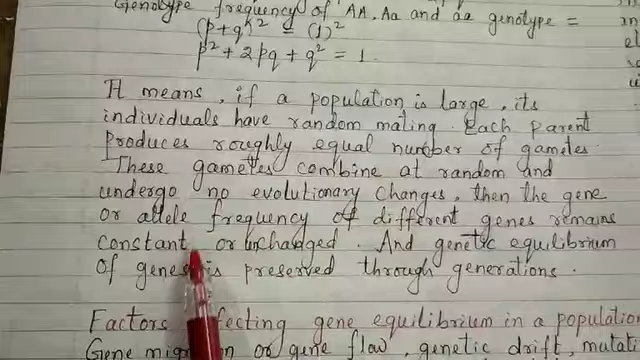 Genotype frequency of AA, Aa and aa genotype =
(p+q)² = (1)²
p² + 2pq + q² = 1
It means, if a population is large, its
individuals have random mating. Each parent
produces roughly equal number of gametes.
These gametes combine at random and
undergo no evolutionary changes, then the gene
or allele frequency of different genes remains
constant or unchanged. And genetic equilibrium
of genes is preserved through generations.
Factors affecting gene equilibrium in a population
Gene or gene flow, genetic drift,